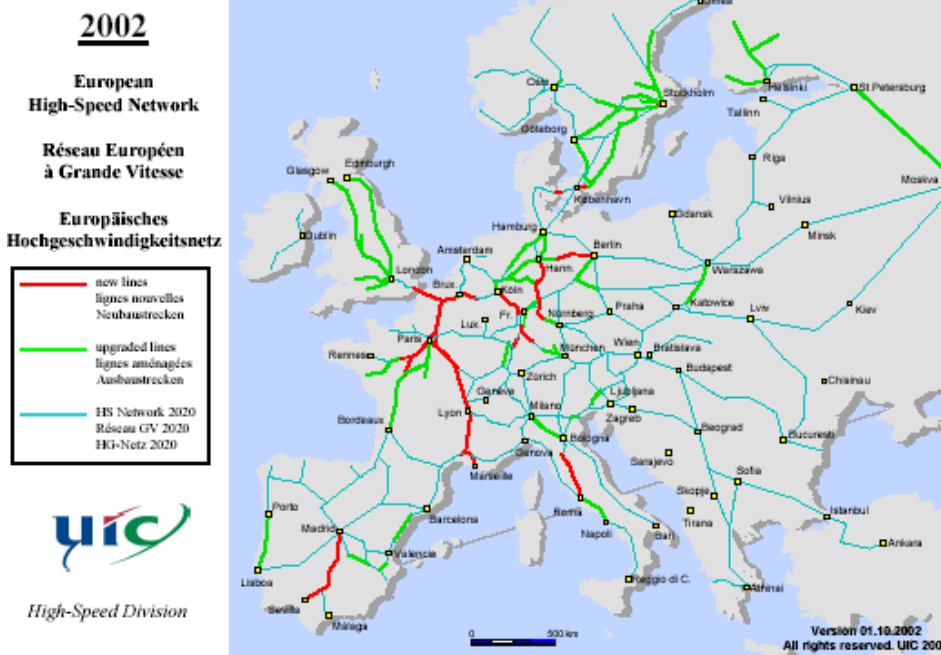 2002
European
High-Speed Network
Réseau Européen
à Grande Vitesse
Europäisches
Hochgeschwindigkeitsnetz
new lines
lignes nouvelles
Neubaustrecken
upgraded lines
lignes aménagées
Ausbaustrecken
HS Network 2020
Réseau GV 2020
HG-Netz 2020
uic
High-Speed Division
Oslo
Stockholm
Helsinki
St.Petersburg
Tallinn
Göteborg
Riga
Moskva
Glasgow
Edinburgh
København
Vilnius
Gdansk
Minsk
Dublin
Hamburg
Amsterdam
Berlin
London
Hann.
Warszawa
Brux.
Köln
Katowice
Lviv
Kiev
Fr.
Praha
Lux.
Nürnberg
Paris
Rennes
München
Wien
Bratislava
Budapest
Zürich
Chisinau
Genève
Ljubljana
Lyon
Milano
Zagreb
Bordeaux
Beograd
Bologna
Bucuresti
Genova
Sarajevo
Marseille
Sofia
Skopje
Porto
Barcelona
Roma
Istanbul
Madrid
Tirana
Napoli
Bari
Valencia
Ankara
Lisboa
Reggio di C.
Athinai
Sevilla
Málaga
0
500 km
Version 01.10.2002
All rights reserved. UIC 200